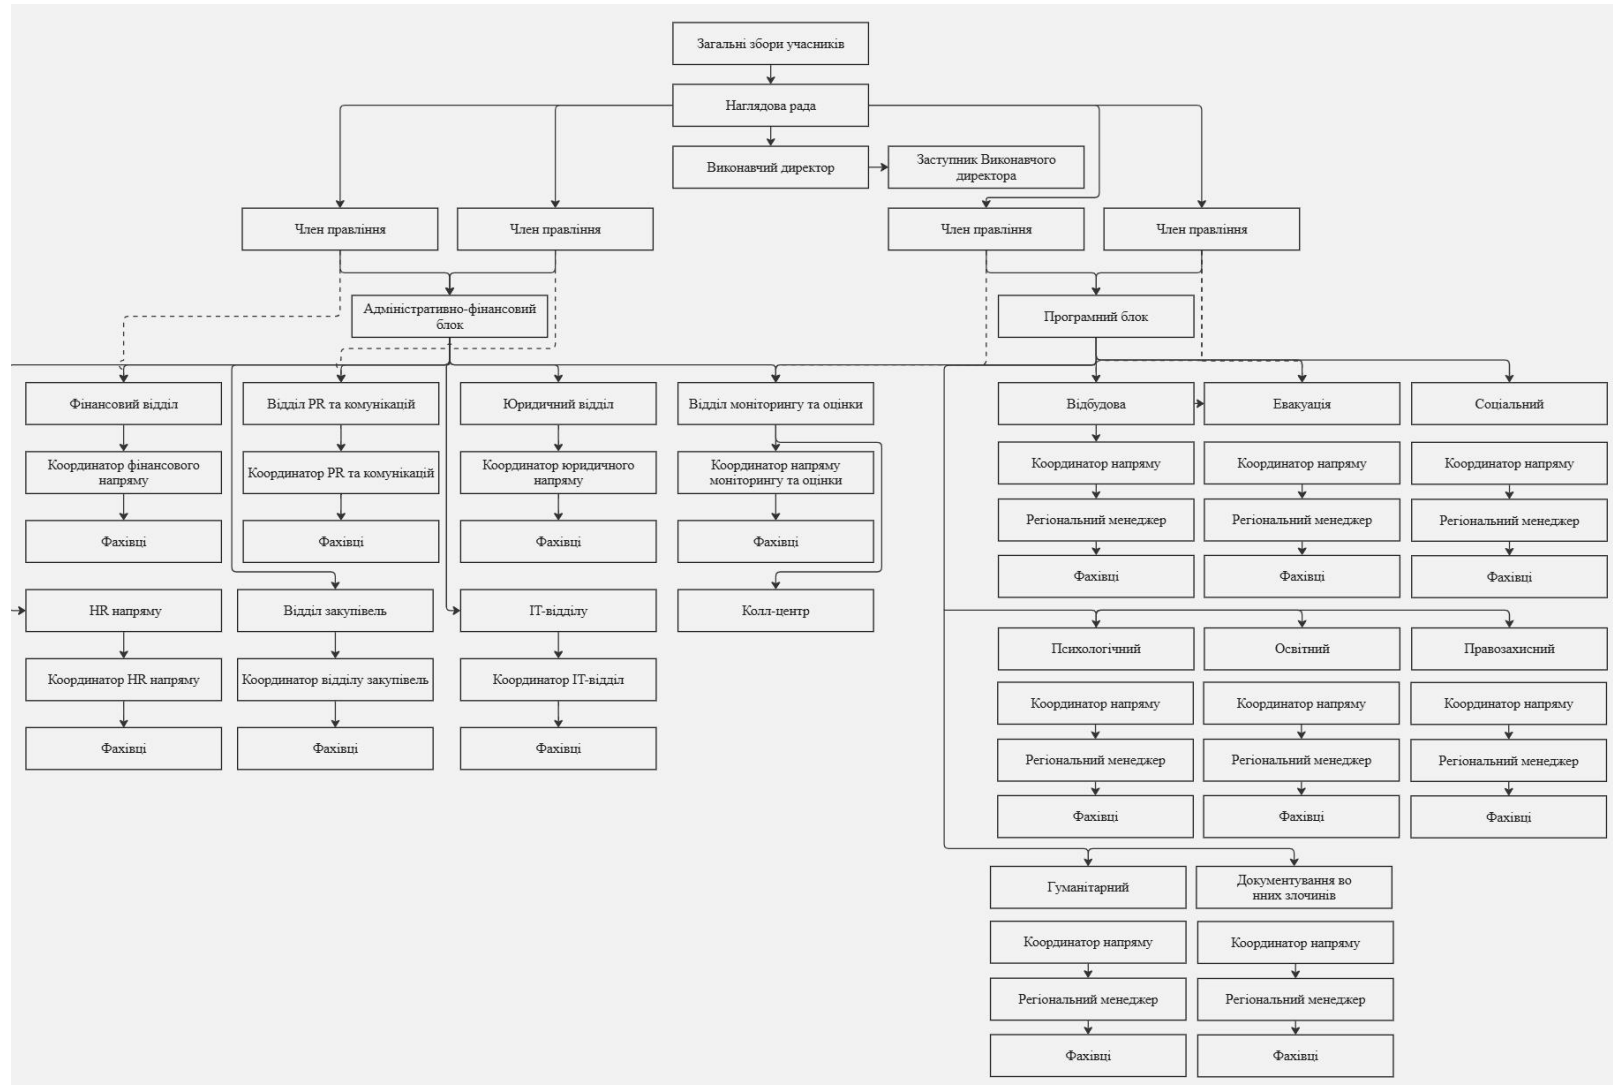 Загальні збори учасників
Наглядова рада
Виконавчий директор
Заступник Виконавчого
директора
Член правління
Член правління
Член правління
Член правління
Адміністративно-фінансовий
блок
Програмний блок
Фінансовий відділ
Відділ PR та комунікацій
Юридичний відділ
Відділ моніторингу та оцінки
Відбудова
Евакуація
Соціальний
Координатор фінансового
напряму
Координатор PR та комунікацій
Координатор юридичного
напряму
Координатор напряму
моніторингу та оцінки
Координатор напряму
Координатор напряму
Координатор напряму
Регіональний менеджер
Регіональний менеджер
Регіональний менеджер
Фахівці
Фахівці
Фахівці
Фахівці
Фахівці
Фахівці
Фахівці
HR напряму
Відділ закупівель
ІТ-відділу
Колл-центр
Психологічний
Освітний
Правозахисний
Координатор HR напряму
Координатор відділу закупівель
Координатор ІТ-відділ
Координатор напряму
Координатор напряму
Координатор напряму
Фахівці
Фахівці
Фахівці
Регіональний менеджер
Регіональний менеджер
Регіональний менеджер
Фахівці
Фахівці
Фахівці
Гуманітарний
Документування во
нних злочинів
Координатор напряму
Координатор напряму
Регіональний менеджер
Регіональний менеджер
Фахівці
Фахівці